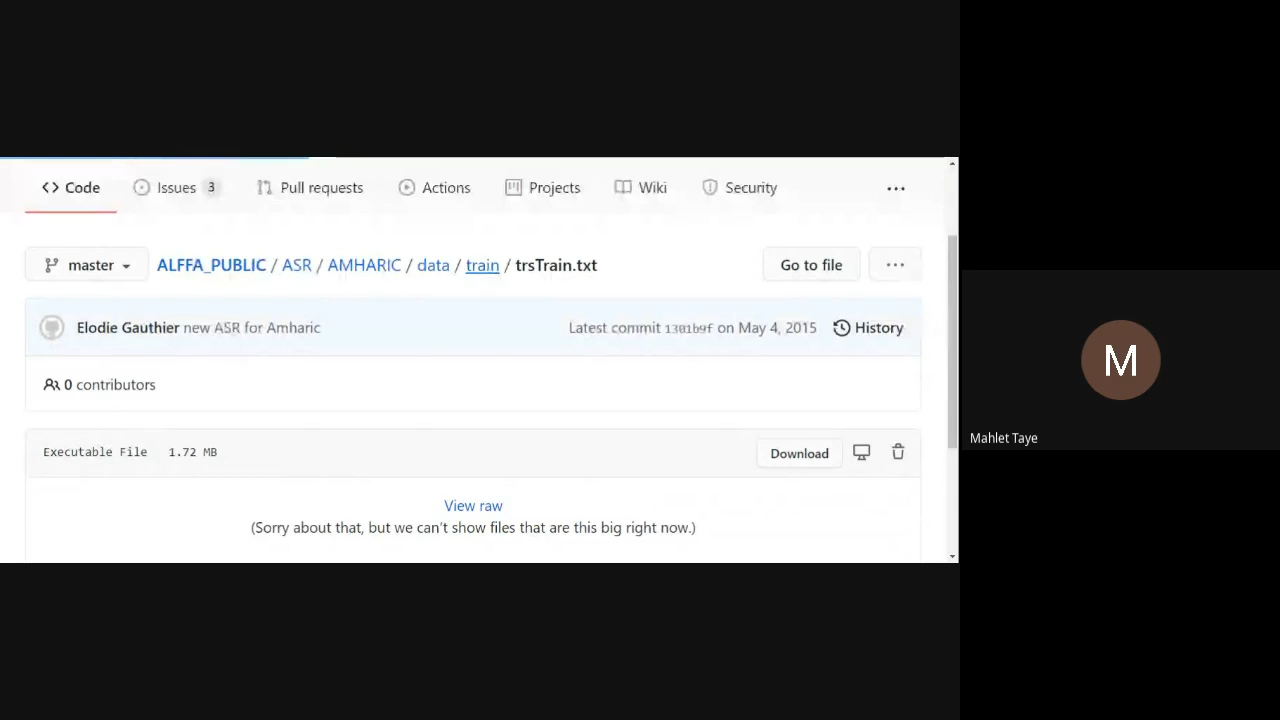 Code Issues 3 Pull requests Actions Projects Wiki Security ...
master ALFFA_PUBLIC / ASR / AMHARIC / data / train / trsTrain.txt Go to file ...
Elodie Gauthier new ASR for Amharic Latest commit 1301b9f on May 4, 2015 History
0 contributors
Executable File 1.72 MB Download
View raw
(Sorry about that, but we can't show files that are this big right now.)
M
Mahlet Taye